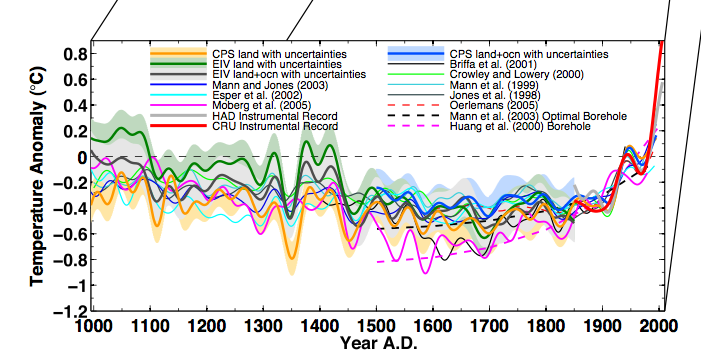 Temperature Anomaly (°C)
0.8
0.6
0.4
0.2
0
−0.2
−0.4
−0.6
−0.8
−1
−1.2
CPS land with uncertainties
EIV land with uncertainties
EIV land+ocn with uncertainties
Mann and Jones (2003)
Esper et al. (2002)
Moberg et al. (2005)
HAD Instrumental Record
CRU Instrumental Record
CPS land+ocn with uncertainties
Briffa et al. (2001)
Crowley and Lowery (2000)
Mann et al. (1999)
Jones et al. (1998)
Oerlemans (2005)
Mann et al. (2003) Optimal Borehole
Huang et al. (2000) Borehole
1000 1100 1200 1300 1400 1500 1600 1700 1800 1900 2000
Year A.D.